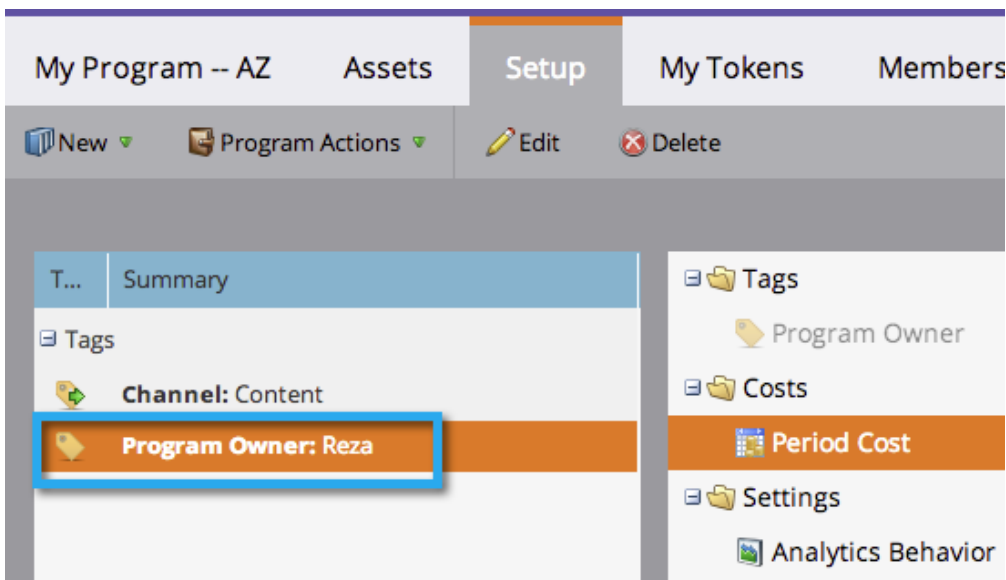 My Program -- AZ Assets Setup My Tokens Members
New Program Actions Edit Delete
T... Summary
Tags
Channel: Content
Program Owner: Reza
Tags
Program Owner
Costs
Period Cost
Settings
Analytics Behavior